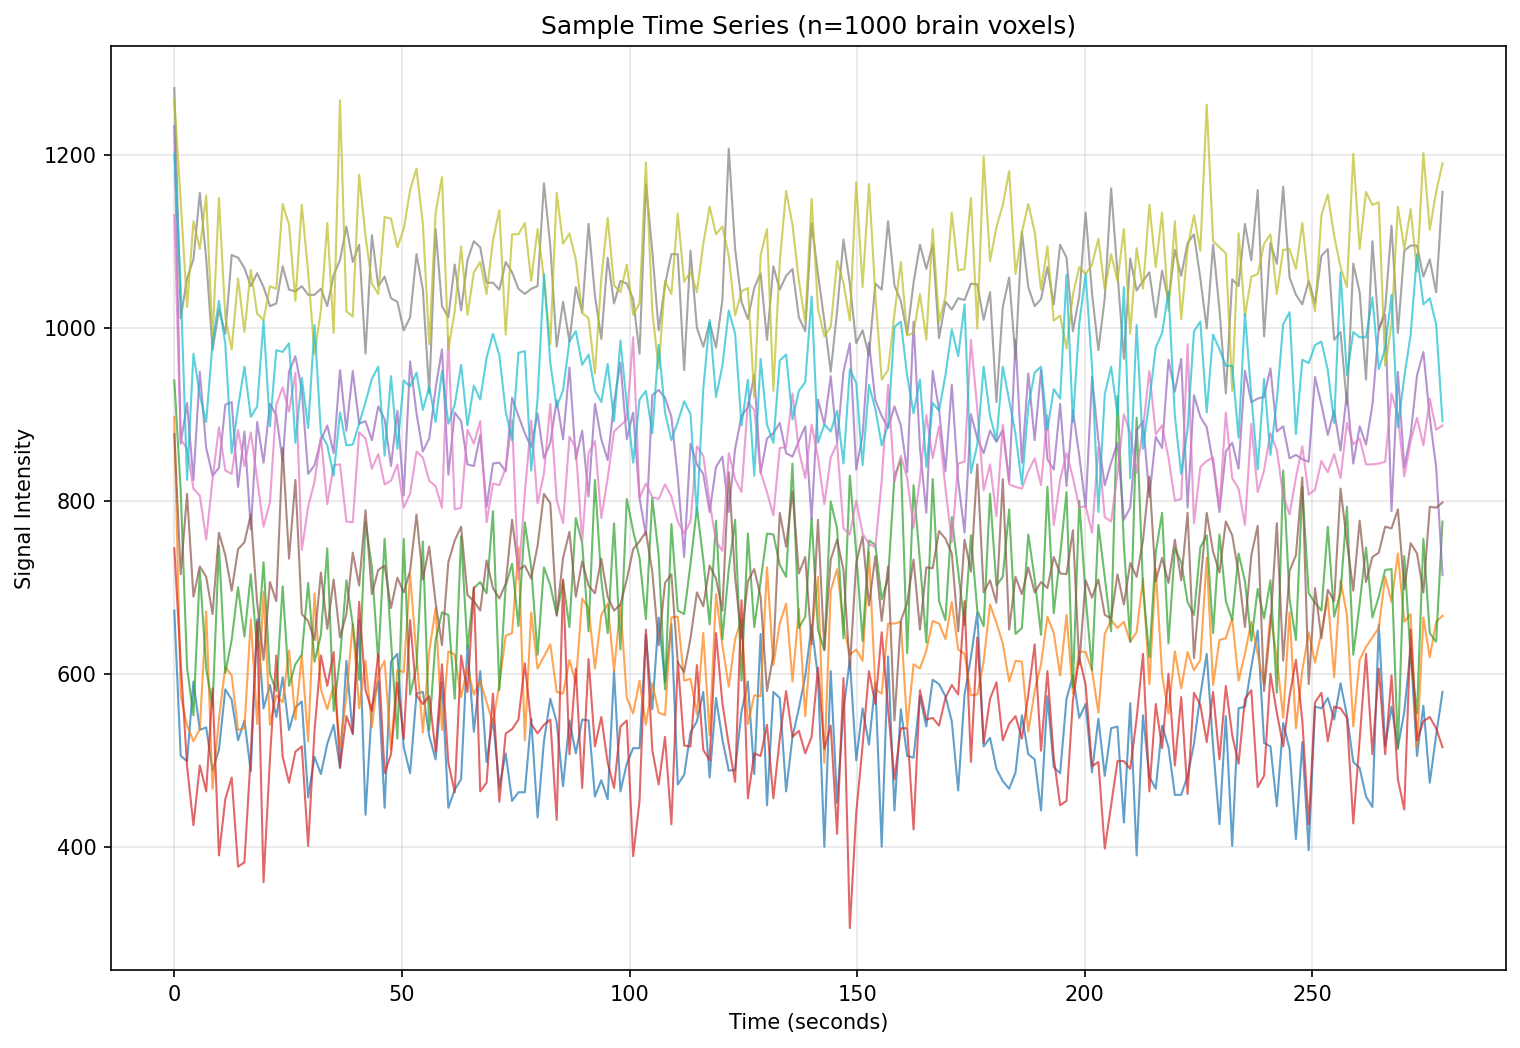 Sample Time Series (n=1000 brain voxels)
Signal Intensity
1200
1000
800
600
400
0 50 100 150 200 250
Time (seconds)